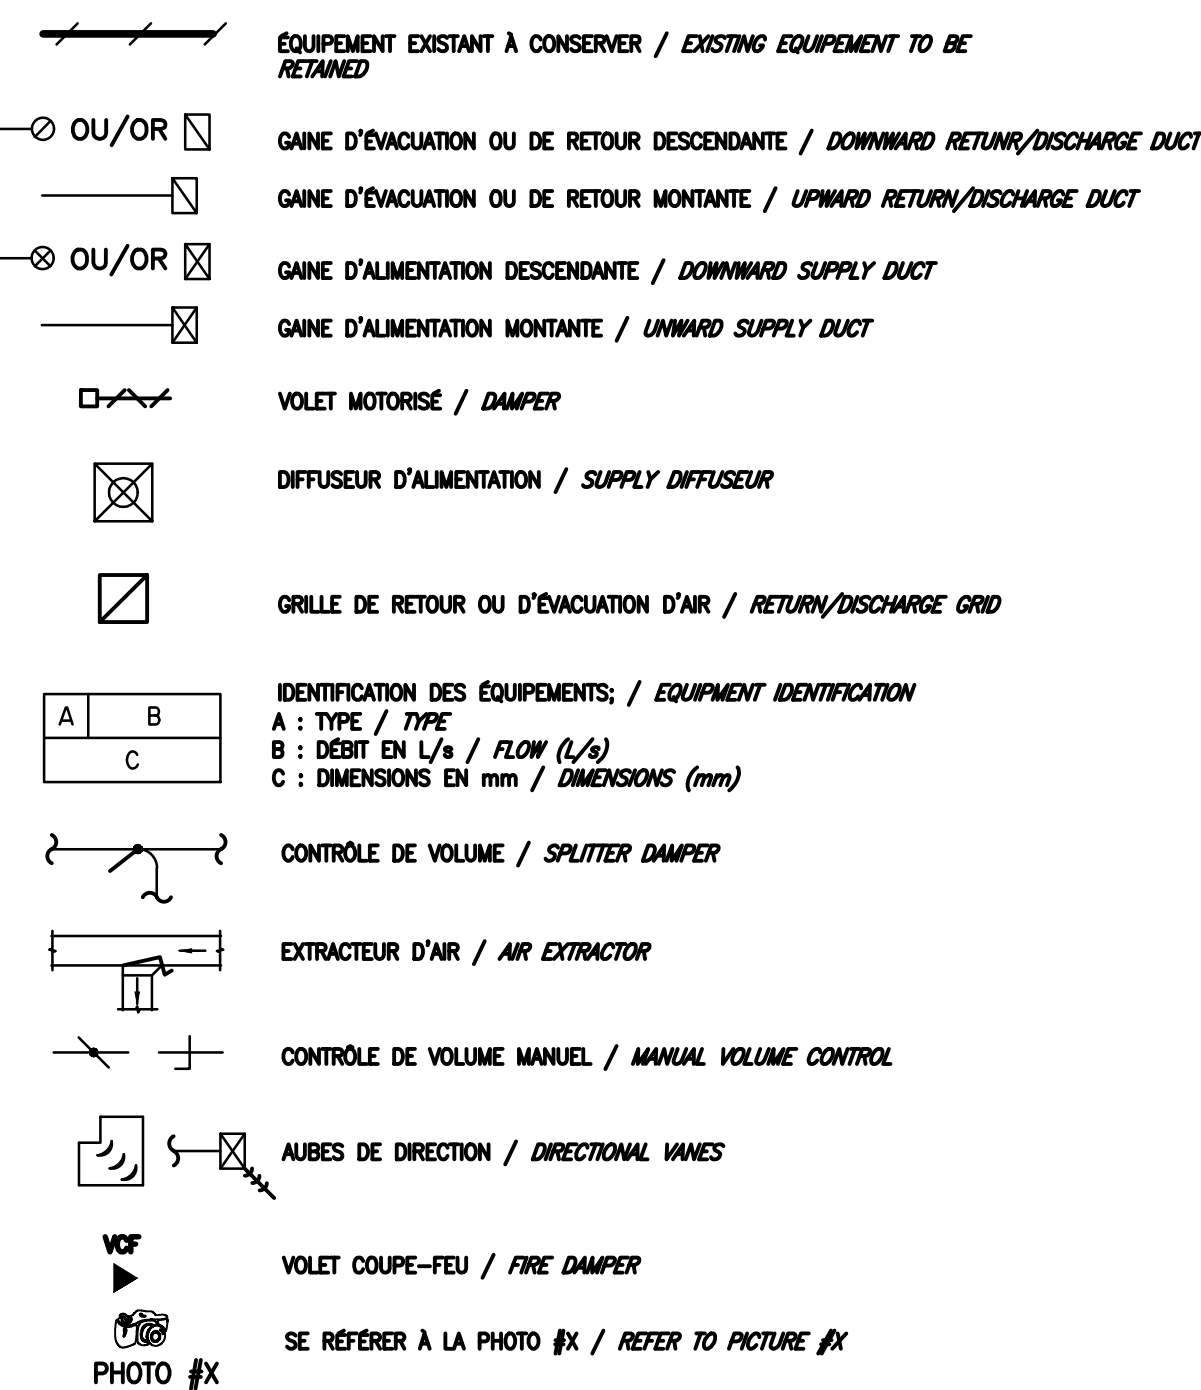 ÉQUIPEMENT EXISTANT À CONSERVER / EXISTING EQUIPEMENT TO BE
RETAINED
OU/OR
GAINE D'ÉVACUATION OU DE RETOUR DESCENDANTE / DOWNWARD RETUNR/DISCHARGE DUCT
GAINE D'ÉVACUATION OU DE RETOUR MONTANTE / UPWARD RETURN/DISCHARGE DUCT
OU/OR
GAINE D'ALIMENTATION DESCENDANTE / DOWNWARD SUPPLY DUCT
GAINE D'ALIMENTATION MONTANTE / UNWARD SUPPLY DUCT
VOLET MOTORISÉ / DAMPER
DIFFUSEUR D'ALIMENTATION / SUPPLY DIFFUSEUR
GRILLE DE RETOUR OU D'ÉVACUATION D'AIR / RETURN/DISCHARGE GRID
A B
C
IDENTIFICATION DES ÉQUIPEMENTS; / EQUIPMENT IDENTIFICATION
A : TYPE / TYPE
B : DÉBIT EN L/s / FLOW (L/s)
C : DIMENSIONS EN mm / DIMENSIONS (mm)
CONTRÔLE DE VOLUME / SPLITTER DAMPER
EXTRACTEUR D'AIR / AIR EXTRACTOR
CONTRÔLE DE VOLUME MANUEL / MANUAL VOLUME CONTROL
AUBES DE DIRECTION / DIRECTIONAL VANES
VCF
VOLET COUPE-FEU / FIRE DAMPER
SE RÉFÉRER À LA PHOTO #X / REFER TO PICTURE #X
PHOTO #X